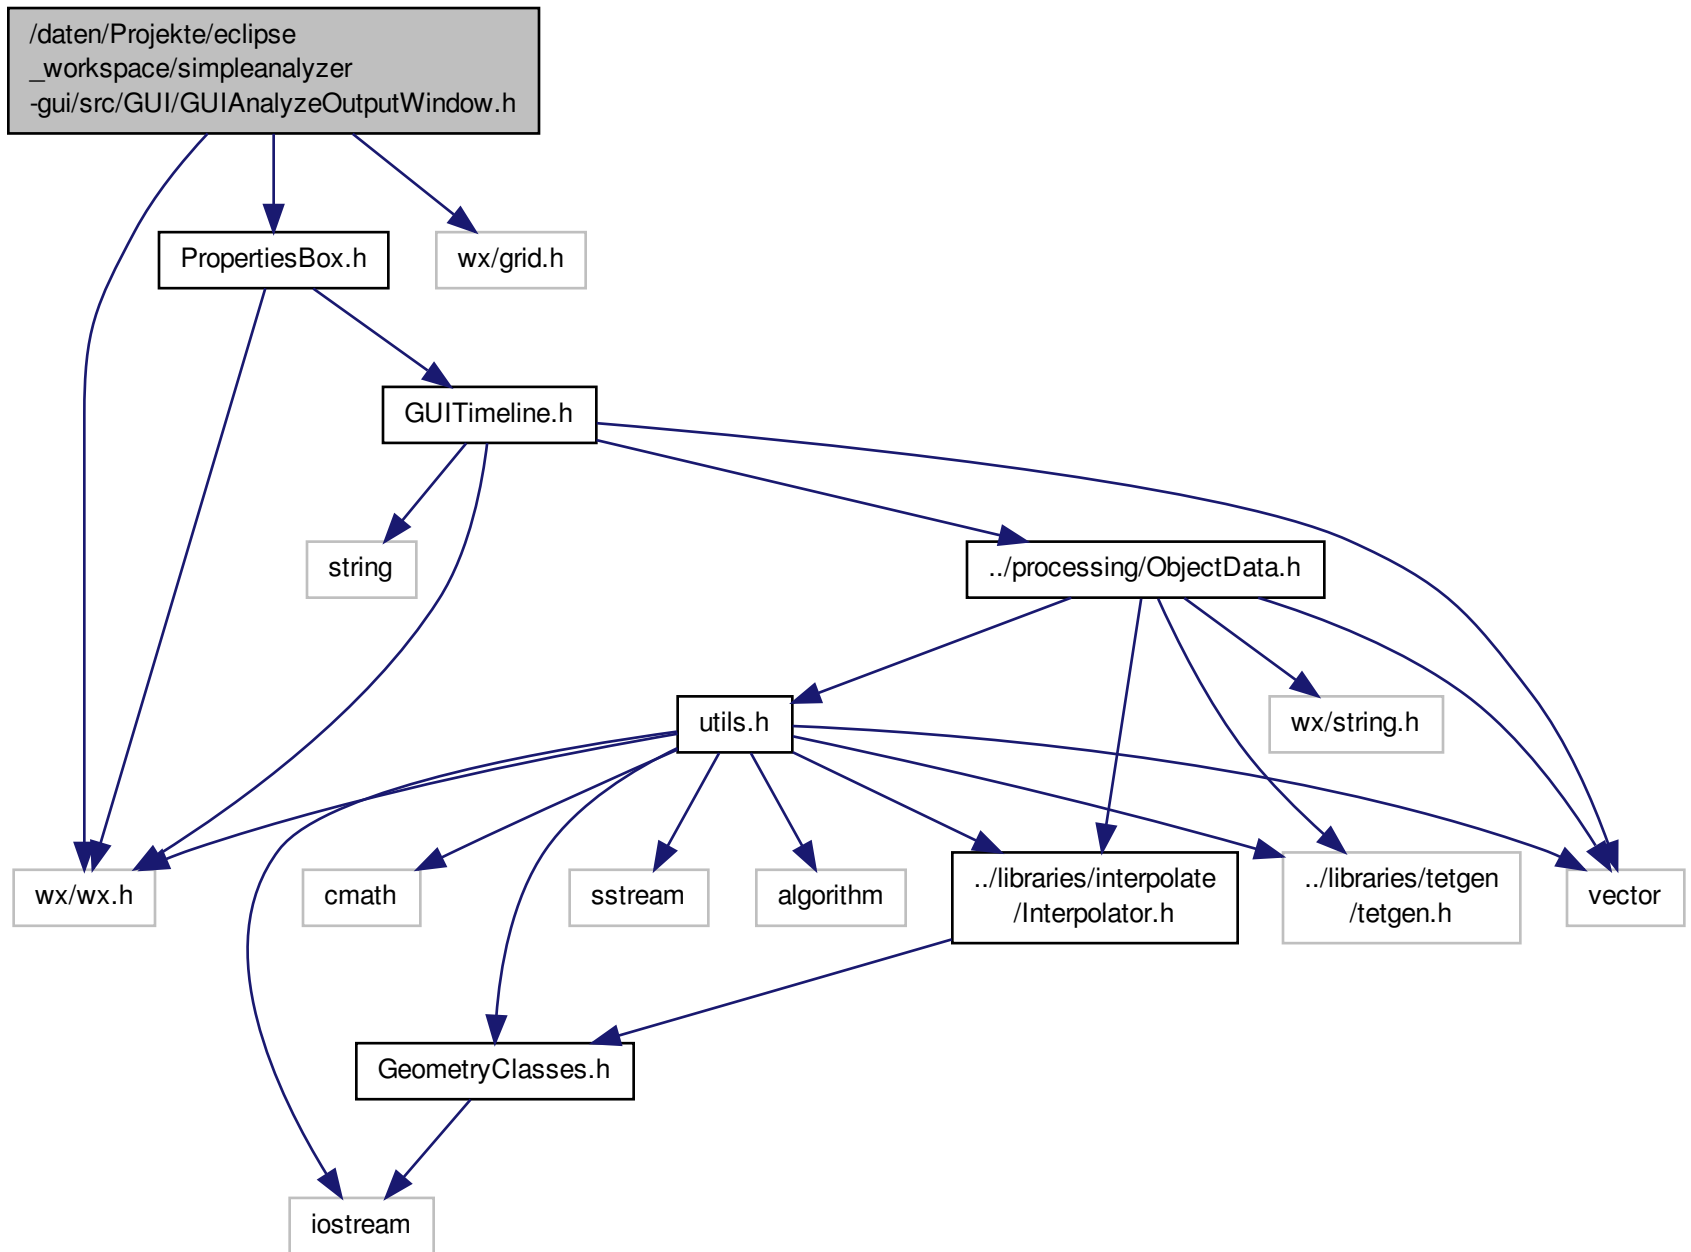 /daten/Projekte/eclipse
_workspace/simpleanalyzer
-gui/src/GUI/GUIAnalyzeOutputWindow.h
PropertiesBox.h
wx/grid.h
GUITimeline.h
string
../processing/ObjectData.h
utils.h
wx/string.h
wx/wx.h
cmath
sstream
algorithm
../libraries/interpolate
/Interpolator.h
../libraries/tetgen
/tetgen.h
vector
GeometryClasses.h
iostream